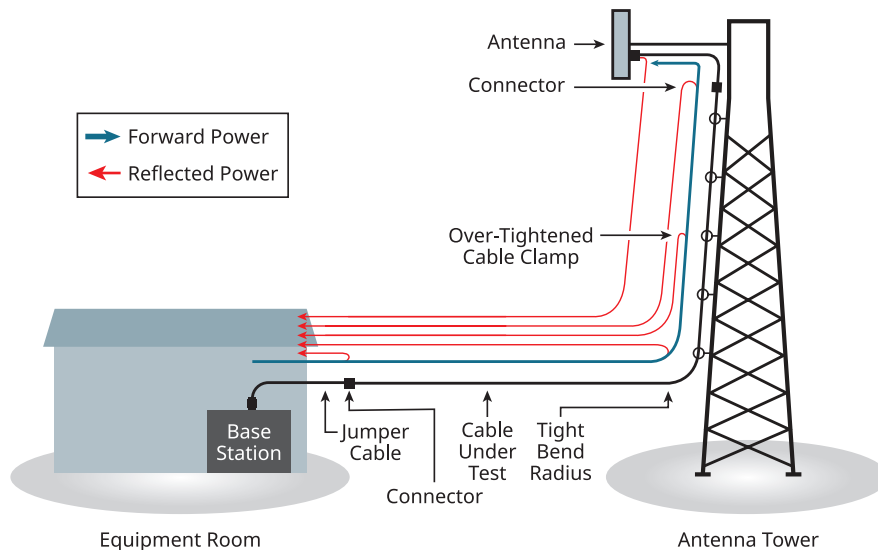 Antenna
Connector
Forward Power
Reflected Power
Over-Tightened
Cable Clamp
Base
Station
Jumper
Cable
Connector
Cable
Under
Test
Tight
Bend
Radius
Equipment Room
Antenna Tower